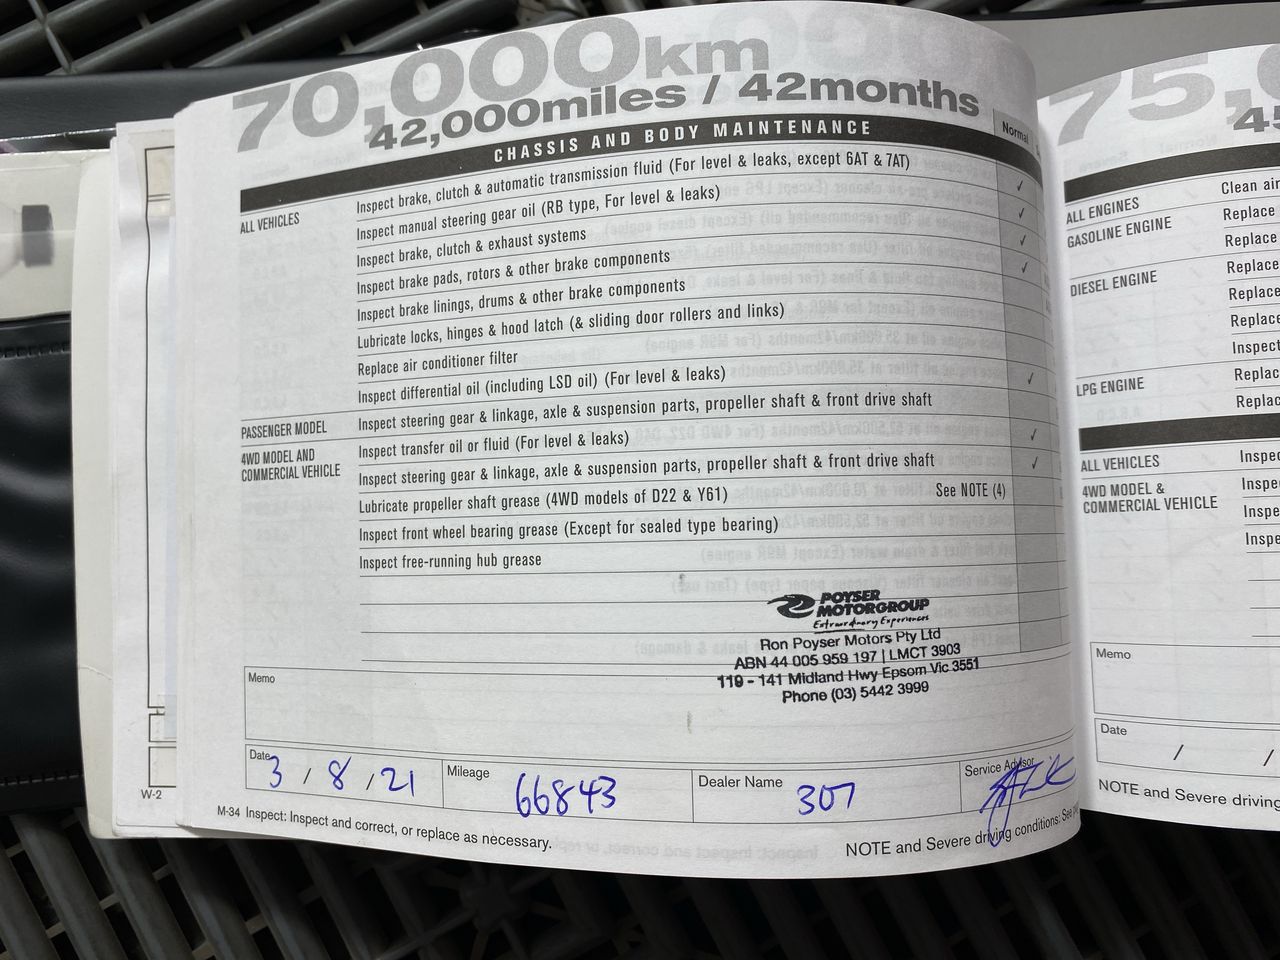 70,000km
42,000miles / 42months
CHASSIS AND BODY MAINTENANCE
Normal
ALL VEHICLES
Inspect brake, clutch & automatic transmission fluid (For level & leaks, except 6AT & 7AT) ✓
Inspect manual steering gear oil (RB type, For level & leaks) ✓
Inspect brake, clutch & exhaust systems ✓
Inspect brake pads, rotors & other brake components ✓
Inspect brake linings, drums & other brake components
Lubricate locks, hinges & hood latch (& sliding door rollers and links)
Replace air conditioner filter
Inspect differential oil (including LSD oil) (For level & leaks) ✓
PASSENGER MODEL
Inspect steering gear & linkage, axle & suspension parts, propeller shaft & front drive shaft
4WD MODEL AND
COMMERCIAL VEHICLE
Inspect transfer oil or fluid (For level & leaks) ✓
Inspect steering gear & linkage, axle & suspension parts, propeller shaft & front drive shaft ✓
Lubricate propeller shaft grease (4WD models of D22 & Y61) See NOTE (4)
Inspect front wheel bearing grease (Except for sealed type bearing)
Inspect free-running hub grease
POYSER
MOTORGROUP
Extraordinary Experiences
Ron Poyser Motors Pty Ltd
ABN 44 005 959 197 | LMCT 3903
119 - 141 Midland Hwy Epsom Vic 3551
Phone (03) 5442 3999
Memo
Date 3 / 8 / 21
Mileage 66843
Dealer Name 307
Service Advisor
M-34 Inspect: Inspect and correct, or replace as necessary.
NOTE and Severe driving conditions: See
W-2
75,
45
ALL ENGINES
Clean air
GASOLINE ENGINE
Replace
Replace
DIESEL ENGINE
Replace
Replace
Replace
Inspect
LPG ENGINE
Replace
Replac
ALL VEHICLES
Inspec
4WD MODEL &
COMMERCIAL VEHICLE
Inspe
Inspe
Inspe
Memo
Date / /
NOTE and Severe driving